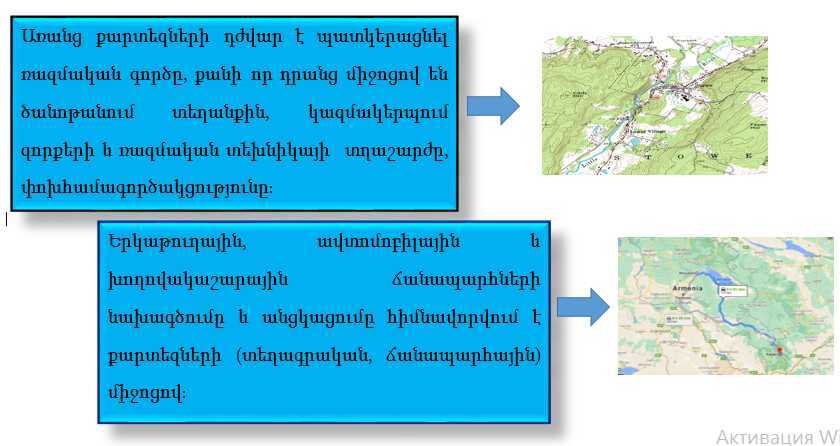 Առանց քարտեզների դժվար է պատկերացնել
ռազմական գործը, քանի որ դրանց միջոցով են
ծանոթանում տեղանքին, կազմակերպում
զորքերի և ռազմական տեխնիկայի տղաշարժը,
փոխհամագործակցությունը:
S T O W E
Երկաթուղային, ավտոմոբիլային և
խողովակաշարային ճանապարհների
նախագծումը և անցկացումը հիմնավորվում է
քարտեզների (տեղագրական, ճանապարհային)
միջոցով:
Armenia
Активация W